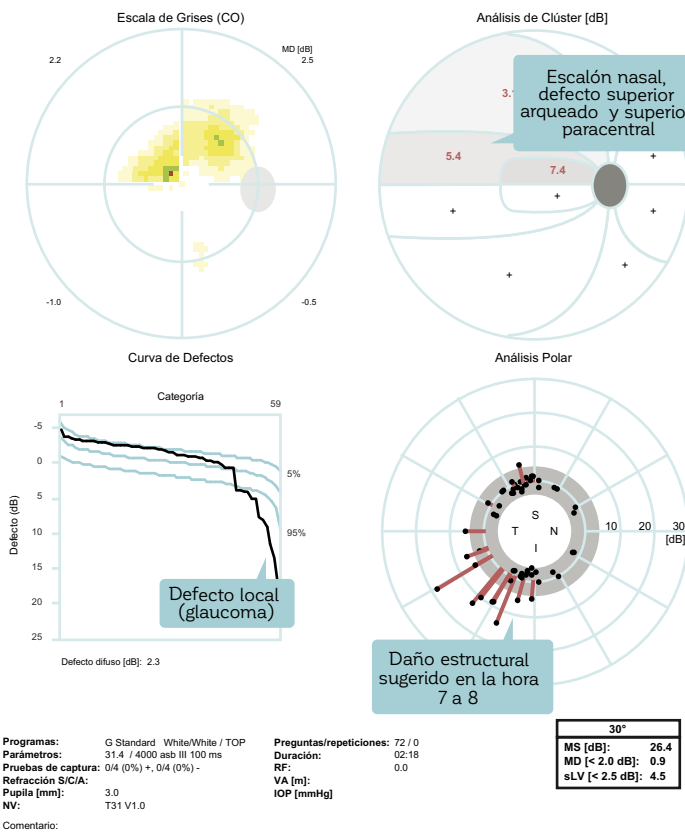 Escala de Grises (CO)
MD [dB]
2.2
2.5
-1.0
-0.5
Análisis de Clúster [dB]
Escalón nasal,
defecto superior
arqueado y superio
paracentral
3.
5.4
7.4
+
+
+
+
+
+
Curva de Defectos
Categoría
1
59
-5
0
5
10
15
20
25
Defecto (dB)
5%
95%
Defecto local
(glaucoma)
Defecto difuso [dB]: 2.3
Análisis Polar
S
T
N
I
10
20
30
[dB]
Daño estructural
sugerido en la hora
7 a 8
Programas: G Standard White/White / TOP
Parámetros: 31.4 / 4000 asb III 100 ms
Pruebas de captura: 0/4 (0%) +, 0/4 (0%) -
Refracción S/C/A:
Pupila [mm]: 3.0
NV: T31 V1.0
Comentario:
Preguntas/repeticiones: 72 / 0
Duración: 02:18
RF: 0.0
VA [m]:
IOP [mmHg]
30°
MS [dB]: 26.4
MD [< 2.0 dB]: 0.9
sLV [< 2.5 dB]: 4.5